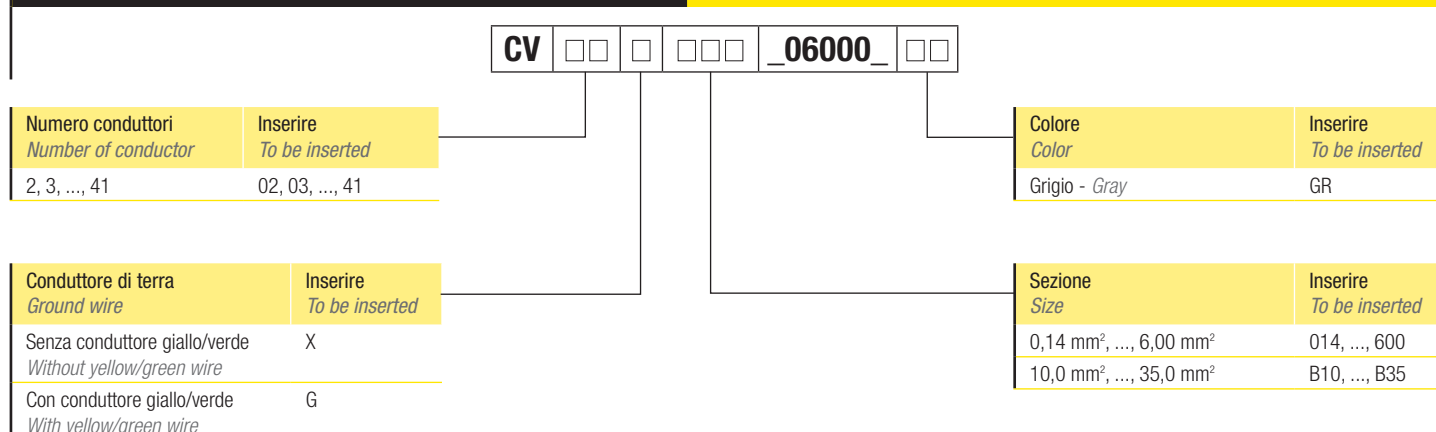 CV □□ □ □□□ _06000_ □□
Numero conduttori Inserire
Number of conductor To be inserted
2, 3, ..., 41 02, 03, ..., 41
Colore Inserire
Color To be inserted
Grigio - Gray GR
Conduttore di terra Inserire
Ground wire To be inserted
Senza conduttore giallo/verde X
Without yellow/green wire
Con conduttore giallo/verde G
With yellow/green wire
Sezione Inserire
Size To be inserted
0,14 mm², ..., 6,00 mm² 014, ..., 600
10,0 mm², ..., 35,0 mm² B10, ..., B35